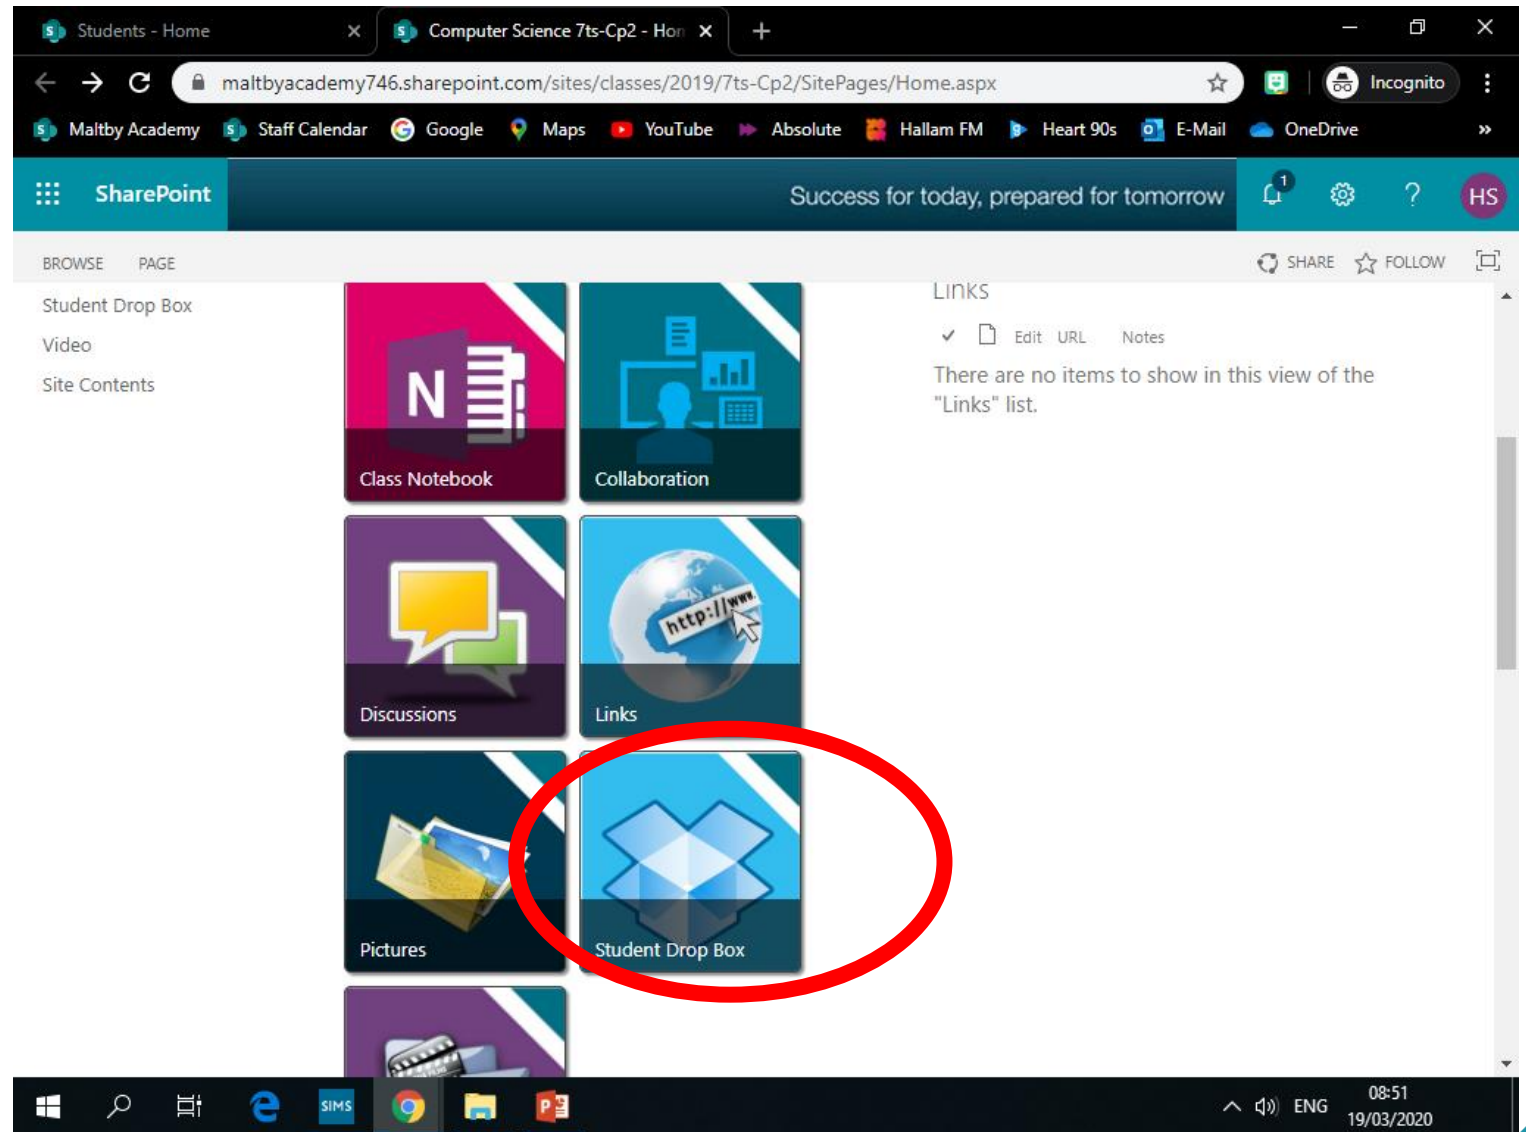 Students - Home
Computer Science 7ts-Cp2 - Hon
maltbyacademy746.sharepoint.com/sites/classes/2019/7ts-Cp2/SitePages/Home.aspx
Incognito
Maltby Academy
Staff Calendar
Google
Maps
YouTube
Absolute
Hallam FM
Heart 90s
E-Mail
OneDrive
»
SharePoint
Success for today, prepared for tomorrow
1
?
HS
BROWSE PAGE
SHARE FOLLOW
Student Drop Box
Video
Site Contents
N
Class Notebook
Collaboration
Links
Edit URL Notes
There are no items to show in this view of the
"Links" list.
Discussions
http://www.
Links
Pictures
Student Drop Box
SIMS
ENG
08:51
19/03/2020